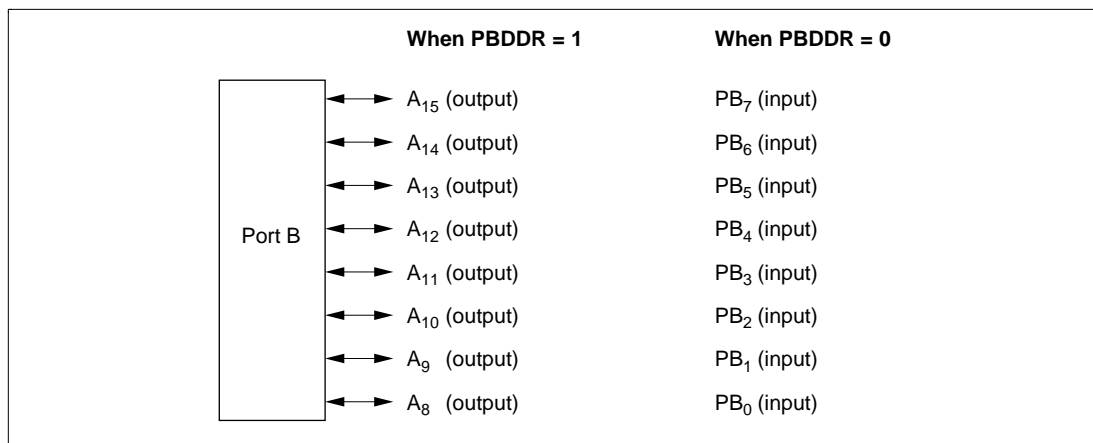 When PBDDR = 1 When PBDDR = 0
A15 (output) PB7 (input)
A14 (output) PB6 (input)
A13 (output) PB5 (input)
Port B A12 (output) PB4 (input)
A11 (output) PB3 (input)
A10 (output) PB2 (input)
A9 (output) PB1 (input)
A8 (output) PB0 (input)